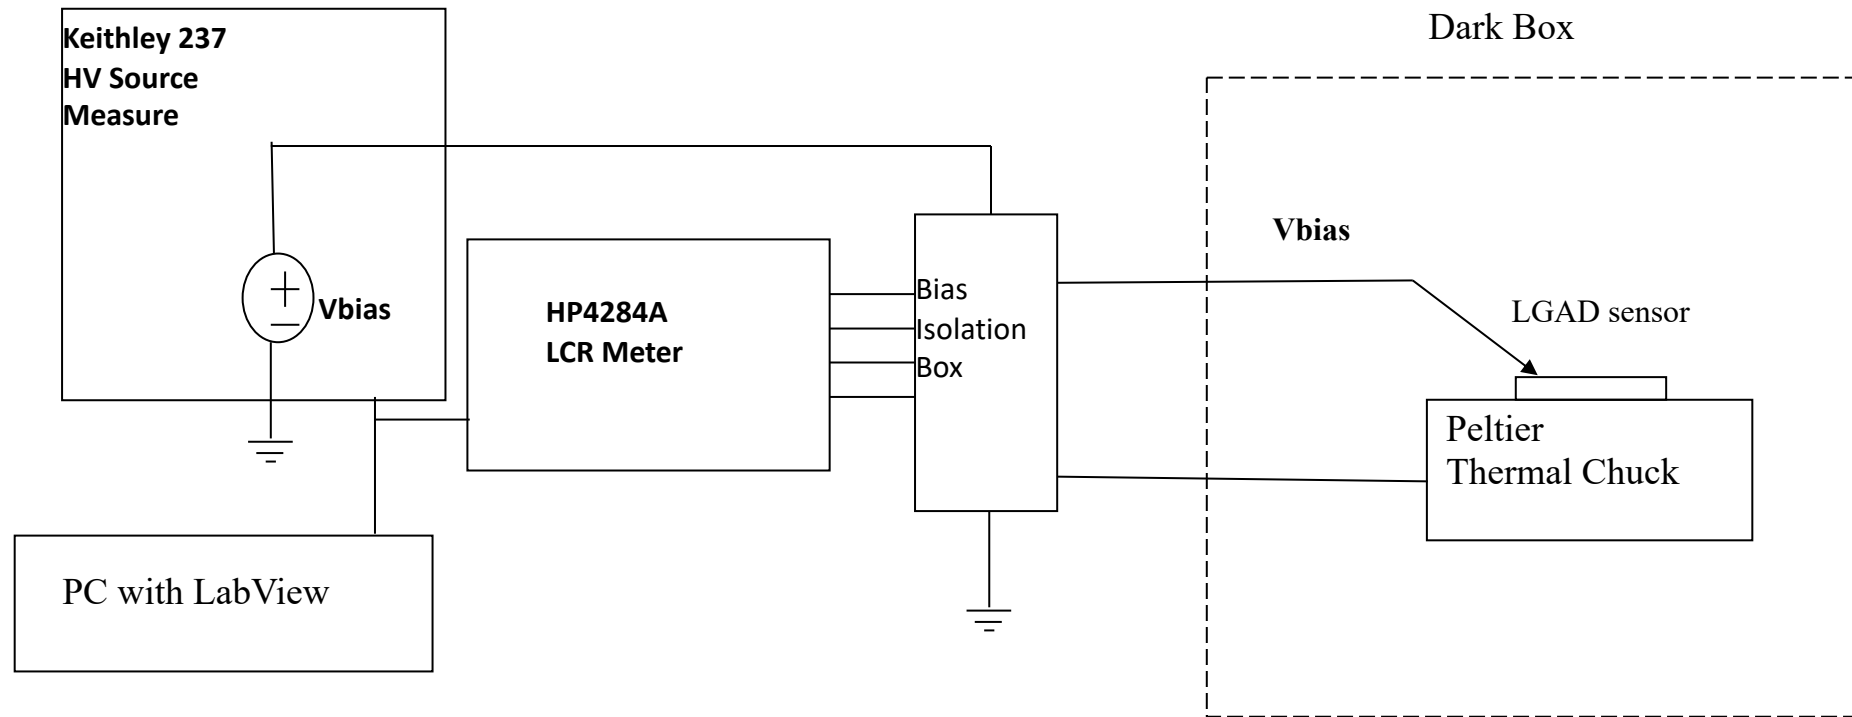 Dark Box
Keithley 237
HV Source
Measure
Vbias
Vbias
HP4284A
LCR Meter
Bias
Isolation
Box
LGAD sensor
Peltier
Thermal Chuck
PC with LabView